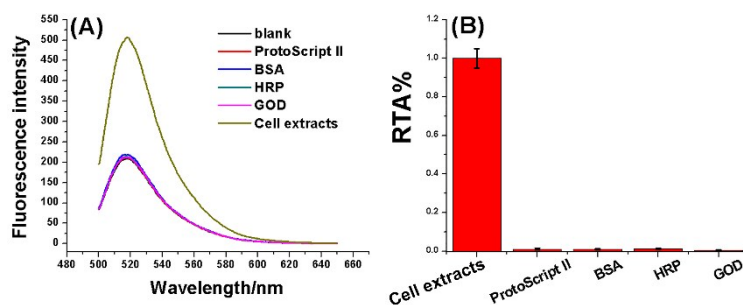 (A)
blank
ProtoScript II
BSA
HRP
GOD
Cell extracts
Fluorescence intensity
550
500
450
400
350
300
250
200
150
100
50
0
480 500 520 540 560 580 600 620 640 660
Wavelength/nm
(B)
RTA%
1.2
1.0
0.8
0.6
0.4
0.2
0.0
Cell extracts ProtoScript II BSA HRP GOD